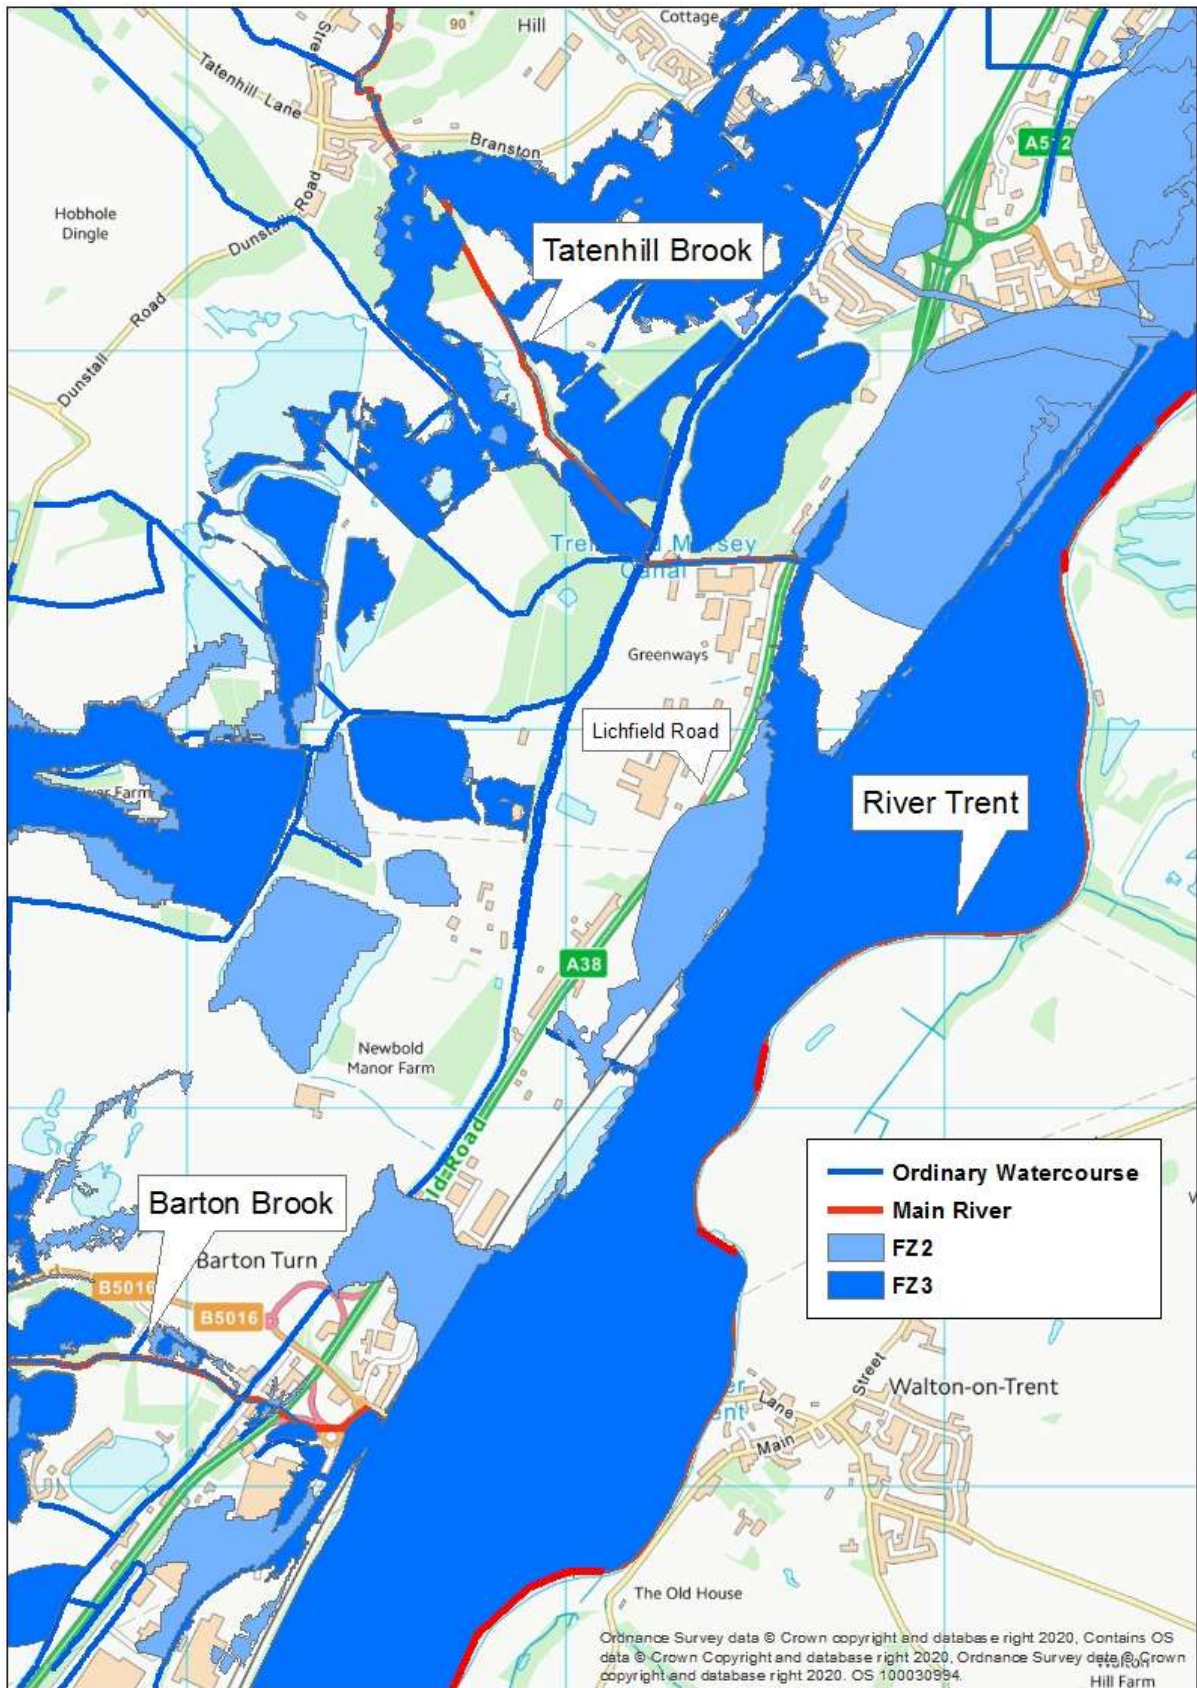 Cottage
90
Hill
Street
Tatenhill Lane
Branston
Hobhole
Dingle
Dunstall Road
Dunstall
Road
Tatenhill Brook
Canal
Greenways
Lichfield Road
River Trent
Farm
A38
Newbold
Manor Farm
Road
Barton Brook
Barton Turn
B5016
B5016
Ordinary Watercourse
Main River
FZ2
FZ3
Street
Walton-on-Trent
Lane
Main
The Old House
Ordnance Survey data © Crown copyright and database right 2020, Contains OS
data © Crown Copyright and database right 2020, Ordnance Survey data © Crown
copyright and database right 2020. OS 100030994.
Hill Farm